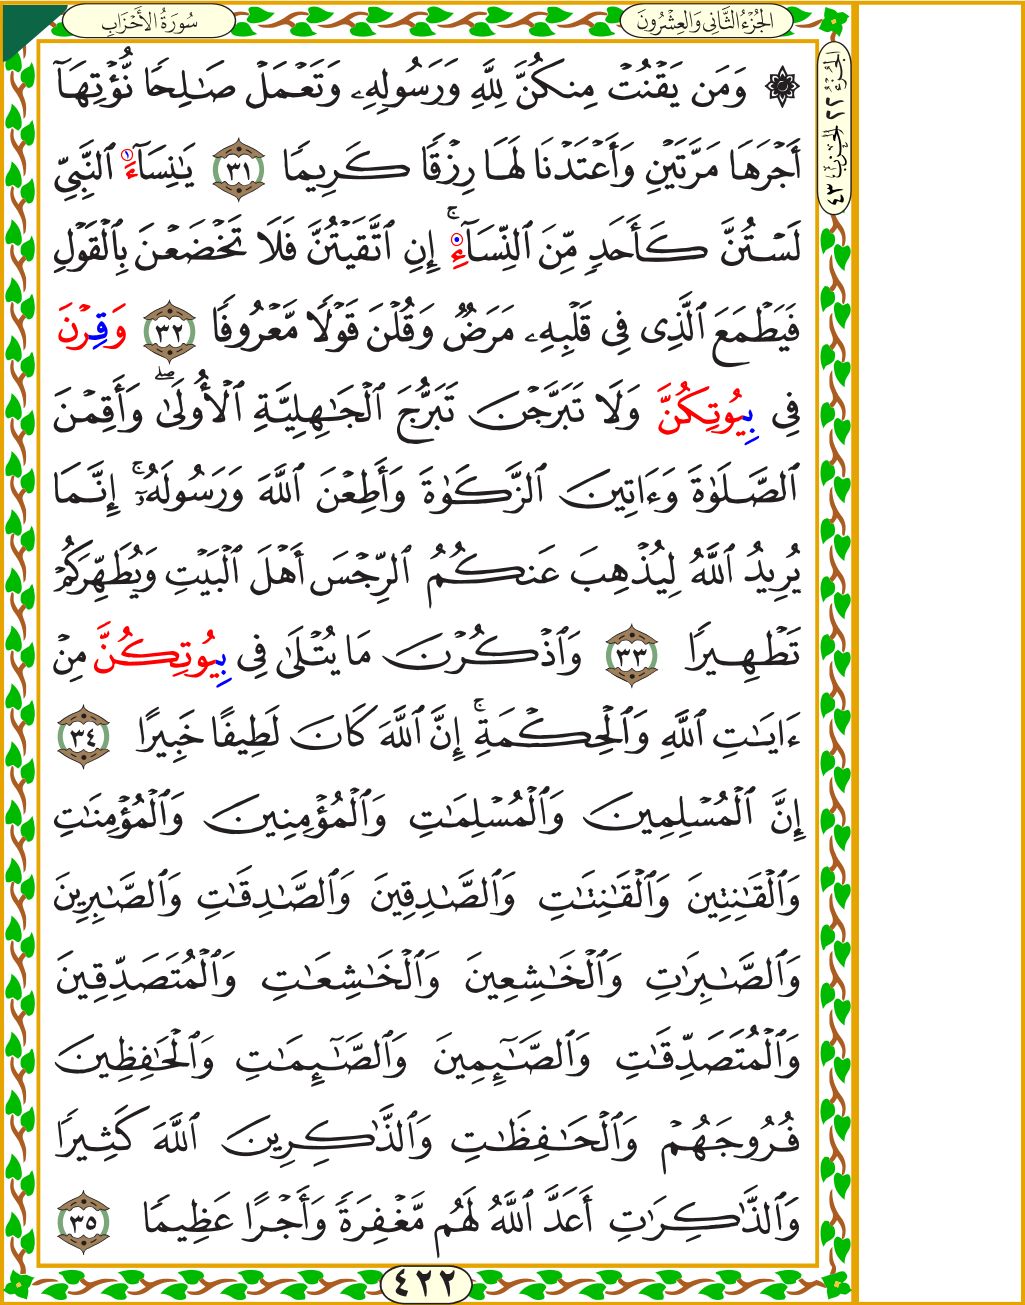 سُورَةُ الأَحْزَابِ
الجُزْءُ الثَّانِي وَالعِشْرُونَ
الجُزْءُ ٢٢ الحِزْبُ ٤٣
۞ وَمَن يَقْنُتْ مِنكُنَّ لِلَّهِ وَرَسُولِهِۦ وَتَعْمَلْ صَٰلِحًا نُّؤْتِهَآ
أَجْرَهَا مَرَّتَيْنِ وَأَعْتَدْنَا لَهَا رِزْقًا كَرِيمًا ٣١ يَٰنِسَآءَ ٱلنَّبِيِّ
لَسْتُنَّ كَأَحَدٍ مِّنَ ٱلنِّسَآءِ ۚ إِنِ ٱتَّقَيْتُنَّ فَلَا تَخْضَعْنَ بِٱلْقَوْلِ
فَيَطْمَعَ ٱلَّذِى فِى قَلْبِهِۦ مَرَضٌ وَقُلْنَ قَوْلًا مَّعْرُوفًا ٣٢ وَقِرْنَ
فِى بِيُوتِكُنَّ وَلَا تَبَرَّجْنَ تَبَرُّجَ ٱلْجَٰهِلِيَّةِ ٱلْأُولَىٰ ۖ وَأَقِمْنَ
ٱلصَّلَوٰةَ وَءَاتِينَ ٱلزَّكَوٰةَ وَأَطِعْنَ ٱللَّهَ وَرَسُولَهُۥٓ ۚ إِنَّمَا
يُرِيدُ ٱللَّهُ لِيُذْهِبَ عَنكُمُ ٱلرِّجْسَ أَهْلَ ٱلْبَيْتِ وَيُطَهِّرَكُمْ
تَطْهِيرًا ٣٣ وَٱذْكُرْنَ مَا يُتْلَىٰ فِى بِيُوتِكُنَّ مِنْ
ءَايَٰتِ ٱللَّهِ وَٱلْحِكْمَةِ ۚ إِنَّ ٱللَّهَ كَانَ لَطِيفًا خَبِيرًا ٣٤
إِنَّ ٱلْمُسْلِمِينَ وَٱلْمُسْلِمَٰتِ وَٱلْمُؤْمِنِينَ وَٱلْمُؤْمِنَٰتِ
وَٱلْقَٰنِتِينَ وَٱلْقَٰنِتَٰتِ وَٱلصَّٰدِقِينَ وَٱلصَّٰدِقَٰتِ وَٱلصَّٰبِرِينَ
وَٱلصَّٰبِرَٰتِ وَٱلْخَٰشِعِينَ وَٱلْخَٰشِعَٰتِ وَٱلْمُتَصَدِّقِينَ
وَٱلْمُتَصَدِّقَٰتِ وَٱلصَّٰٓئِمِينَ وَٱلصَّٰٓئِمَٰتِ وَٱلْحَٰفِظِينَ
فُرُوجَهُمْ وَٱلْحَٰفِظَٰتِ وَٱلذَّٰكِرِينَ ٱللَّهَ كَثِيرًا
وَٱلذَّٰكِرَٰتِ أَعَدَّ ٱللَّهُ لَهُم مَّغْفِرَةً وَأَجْرًا عَظِيمًا ٣٥
٤٢٢